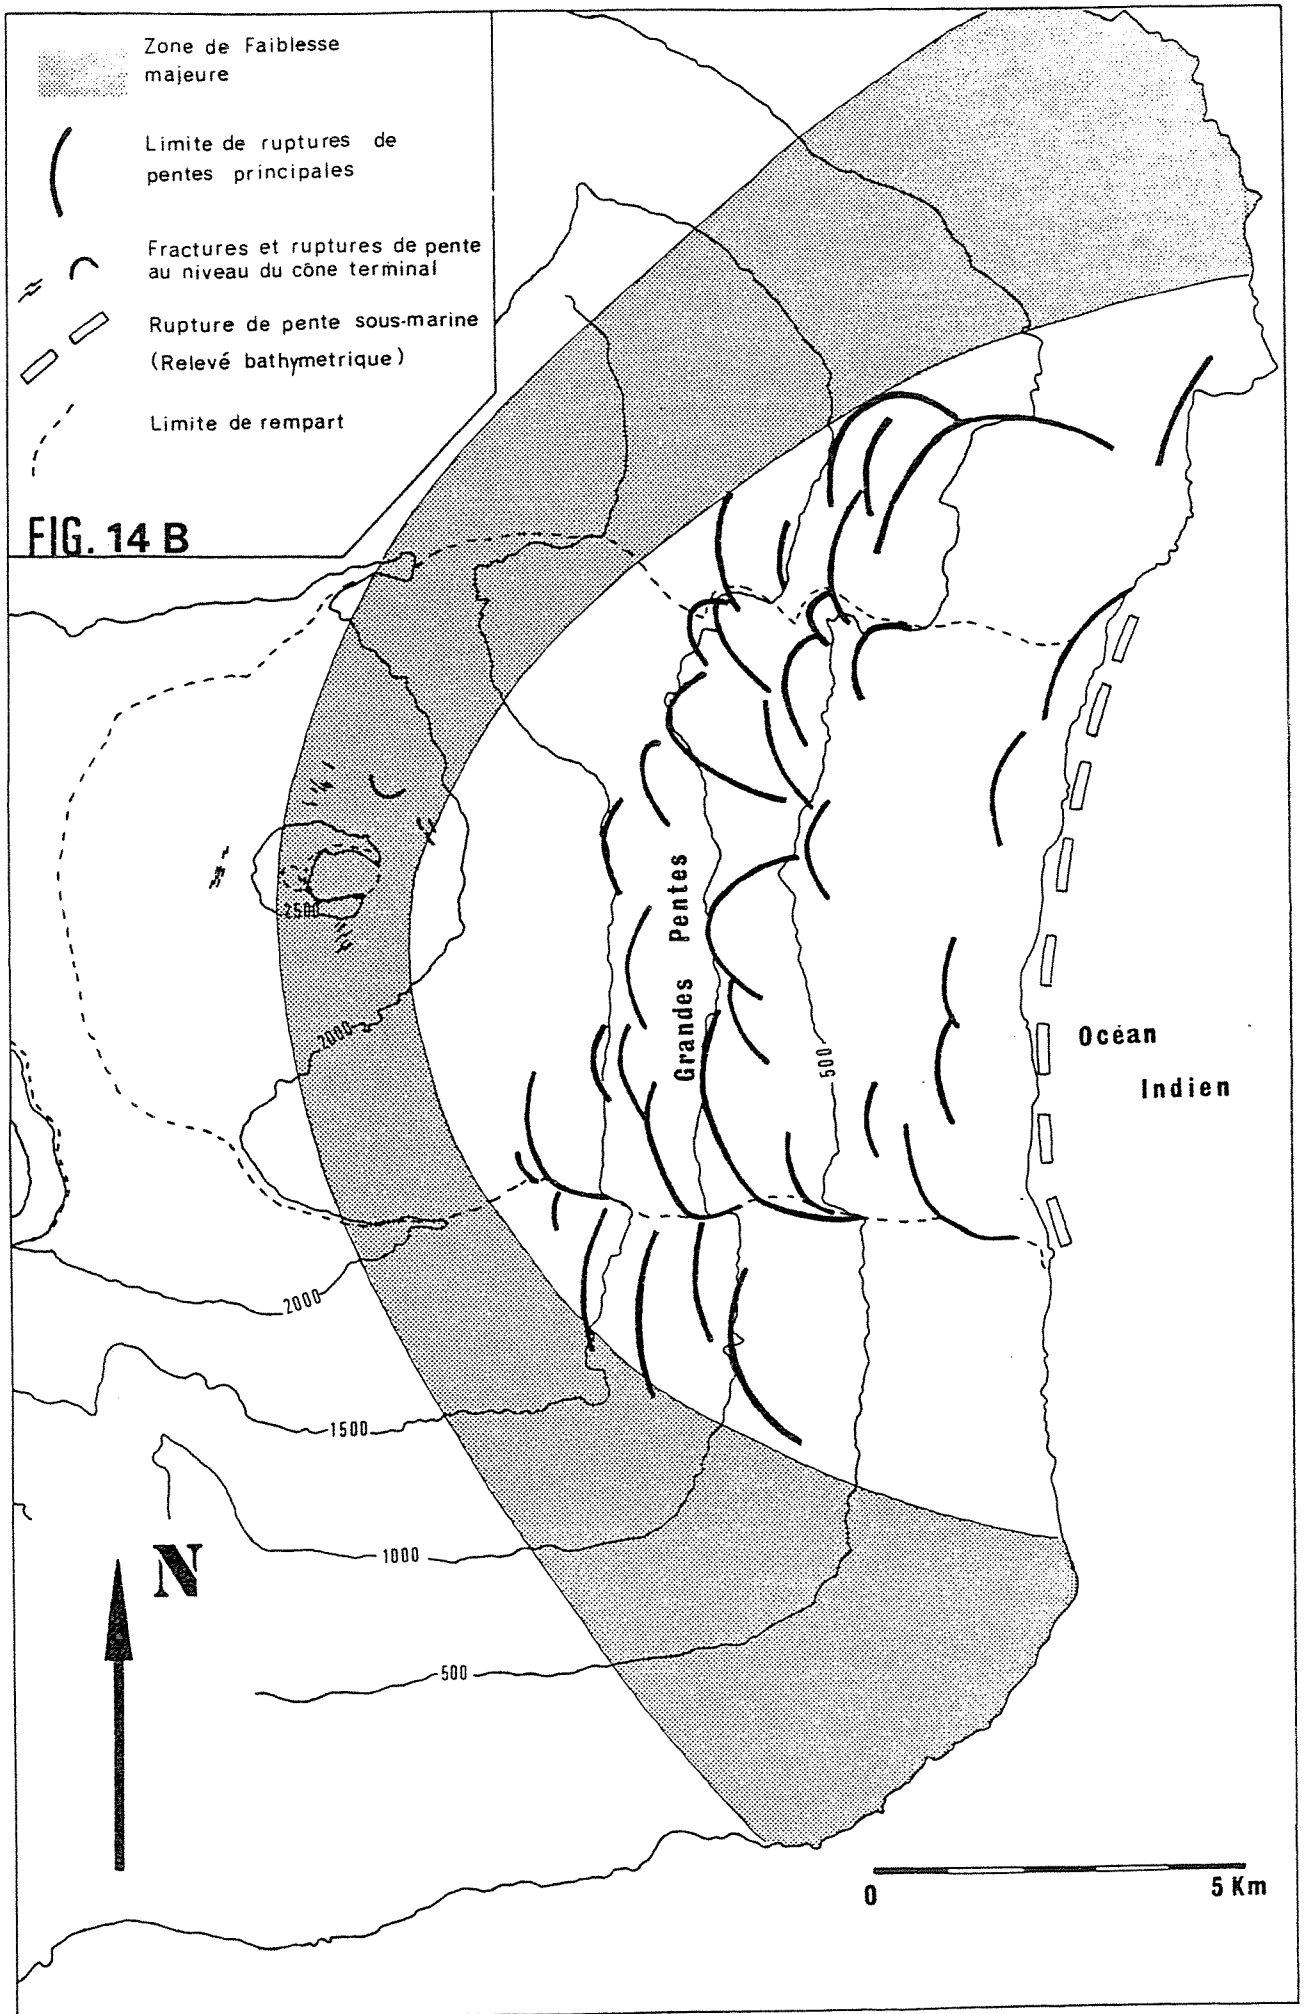 Zone de Faiblesse
majeure
Limite de ruptures de
pentes principales
Fractures et ruptures de pente
au niveau du cône terminal
Rupture de pente sous-marine
(Relevé bathymetrique)
Limite de rempart
FIG. 14 B
2500
Grandes Pentes
2000
500
Océan
Indien
2000
1500
1000
500
N
0
5 Km